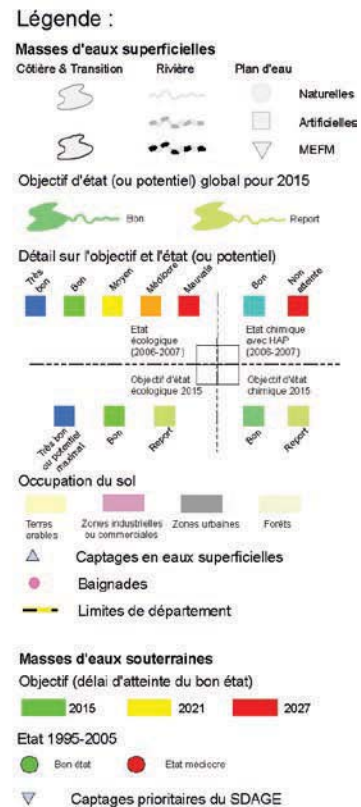 Légende :
Masses d'eaux superficielles
Côtière & Transition Rivière Plan d'eau
Naturelles
Artificielles
MEFM
Objectif d'état (ou potentiel) global pour 2015
Bon Report
Détail sur l'objectif et l'état (ou potentiel)
Très bon Bon Moyen Médiocre Mauvais Bon Non atteinte
Etat écologique (2006-2007) Etat chimique avec HAP (2006-2007)
Objectif d'état écologique 2015 Objectif d'état chimique 2015
Très bon ou potentiel maximal Bon Report Bon Report
Occupation du sol
Terres arables Zones industrielles ou commerciales Zones urbaines Forêts
Captages en eaux superficielles
Baignades
Limites de département
Masses d'eaux souterraines
Objectif (délai d'atteinte du bon état)
2015 2021 2027
Etat 1995-2005
Bon état Etat médiocre
Captages prioritaires du SDAGE